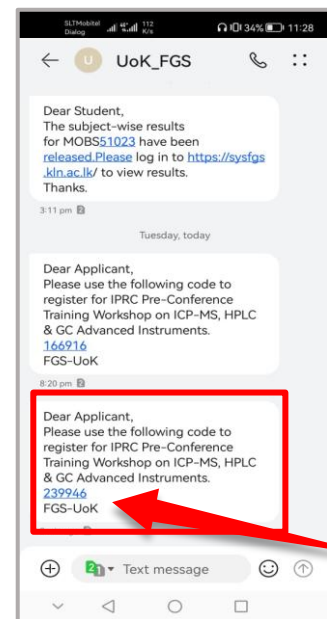 SLTMobitel
Dialog
112
K/s
34%
11:28
U
UoK_FGS
Dear Student,
The subject-wise results
for MOBS51023 have been
released.Please log in to https://sysfgs
.kln.ac.lk/ to view results.
Thanks.
3:11 pm 2
Tuesday, today
Dear Applicant,
Please use the following code to
register for IPRC Pre-Conference
Training Workshop on ICP-MS, HPLC
& GC Advanced Instruments.
166916
FGS-UoK
8:20 pm 2
Dear Applicant,
Please use the following code to
register for IPRC Pre-Conference
Training Workshop on ICP-MS, HPLC
& GC Advanced Instruments.
239946
FGS-UoK
Text message